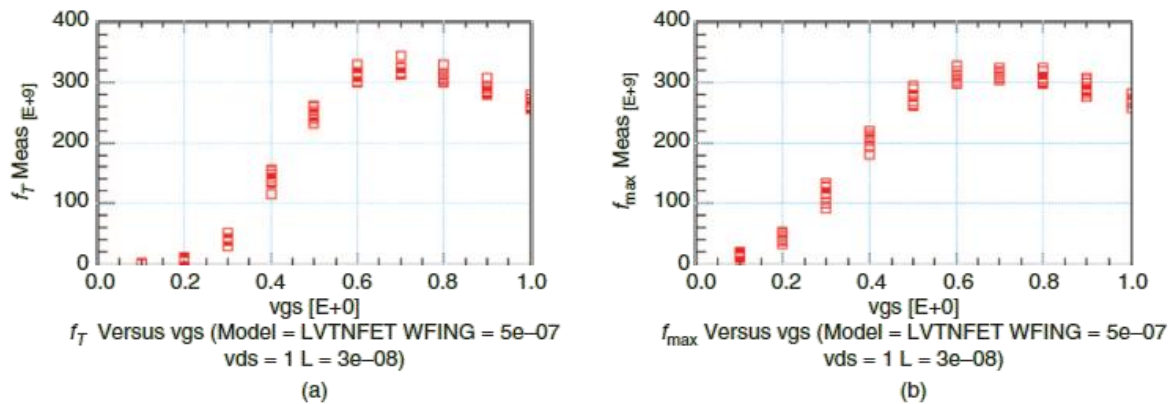 400
300
200
100
0
f_T Meas [E+9]
0.0 0.2 0.4 0.6 0.8 1.0
vgs [E+0]
f_T Versus vgs (Model = LVTNFET WFING = 5e–07
vds = 1 L = 3e–08)
(a)
400
300
200
100
0
f_max Meas [E+9]
0.0 0.2 0.4 0.6 0.8 1.0
vgs [E+0]
f_max Versus vgs (Model = LVTNFET WFING = 5e–07
vds = 1 L = 3e–08)
(b)